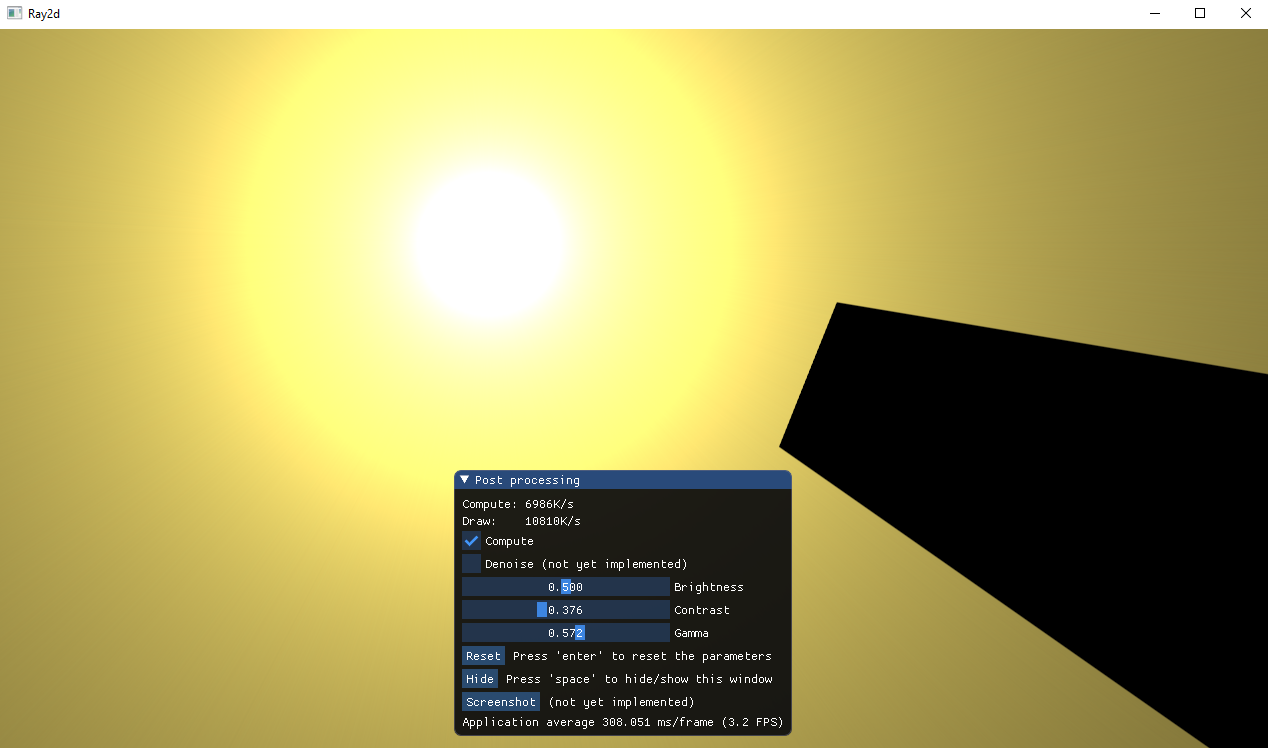 Ray2d
Post processing
Compute: 6986K/s
Draw: 10810K/s
Compute
Denoise (not yet implemented)
0.500 Brightness
0.376 Contrast
0.572 Gamma
Reset Press 'enter' to reset the parameters
Hide Press 'space' to hide/show this window
Screenshot (not yet implemented)
Application average 308.051 ms/frame (3.2 FPS)